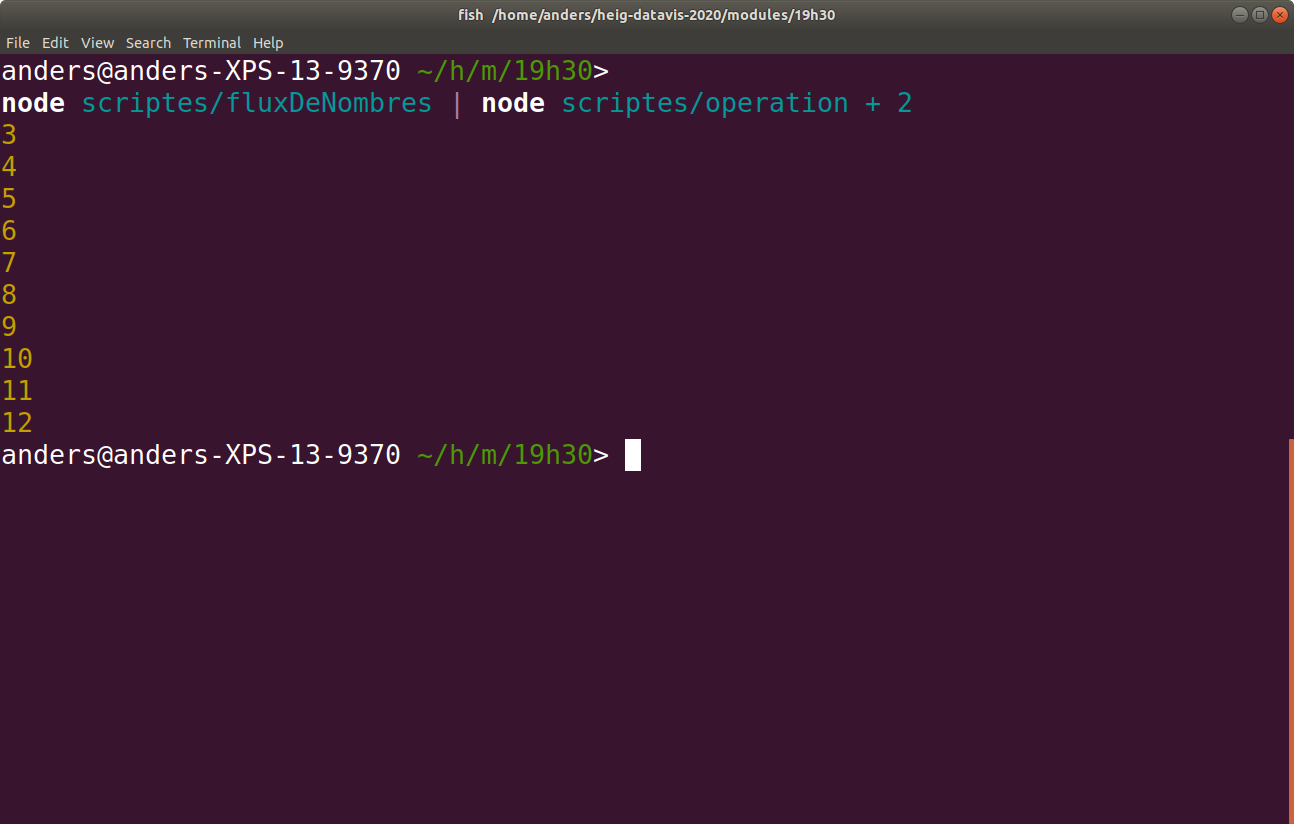 fish /home/anders/heig-datavis-2020/modules/19h30
File Edit View Search Terminal Help
anders@anders-XPS-13-9370 ~/h/m/19h30>
node scriptes/fluxDeNombres | node scriptes/operation + 2
3
4
5
6
7
8
9
10
11
12
anders@anders-XPS-13-9370 ~/h/m/19h30>